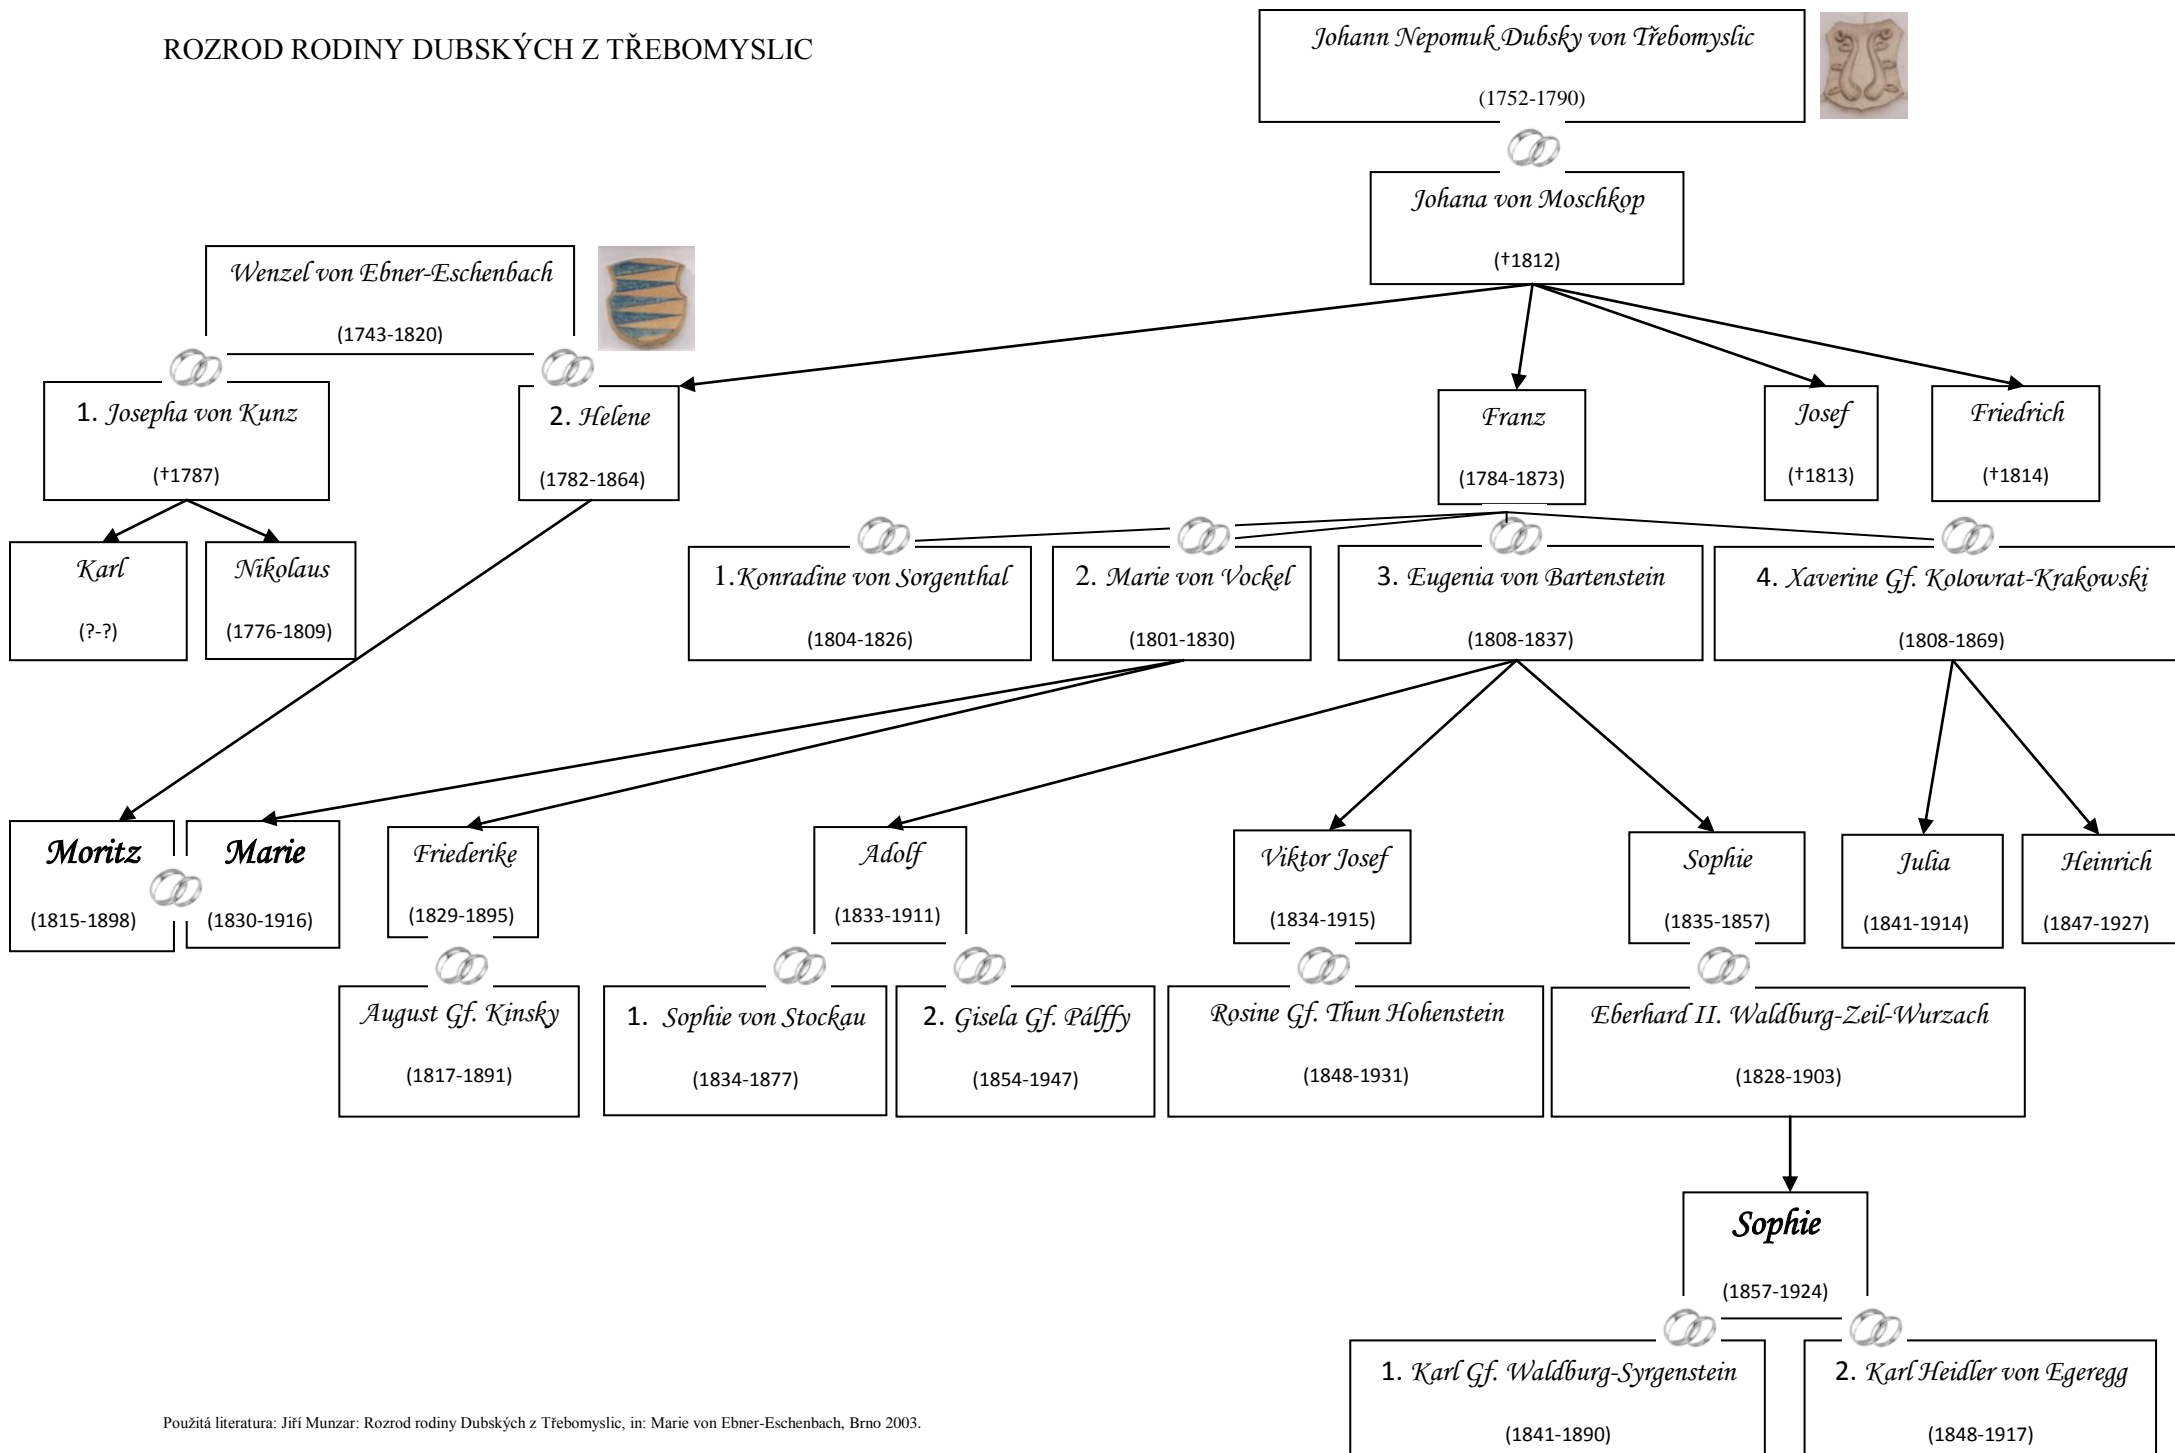 ROZROD RODINY DUBSKÝCH Z TŘEBOMYSLIC
Johann Nepomuk Dubsky von Třebomyslic
(1752-1790)
Johana von Moschkop
(†1812)
Wenzel von Ebner-Eschenbach
(1743-1820)
1. Josepha von Kunz
(†1787)
2. Helene
(1782-1864)
Franz
(1784-1873)
Josef
(†1813)
Friedrich
(†1814)
Karl
(?-?)
Nikolaus
(1776-1809)
1.Konradine von Sorgenthal
(1804-1826)
2. Marie von Vockel
(1801-1830)
3. Eugenia von Bartenstein
(1808-1837)
4. Xaverine Gf. Kolowrat-Krakowski
(1808-1869)
Moritz
(1815-1898)
Marie
(1830-1916)
Friederike
(1829-1895)
Adolf
(1833-1911)
Viktor Josef
(1834-1915)
Sophie
(1835-1857)
Julia
(1841-1914)
Heinrich
(1847-1927)
August Gf. Kinsky
(1817-1891)
1. Sophie von Stockau
(1834-1877)
2. Gisela Gf. Pálffy
(1854-1947)
Rosine Gf. Thun Hohenstein
(1848-1931)
Eberhard II. Waldburg-Zeil-Wurzach
(1828-1903)
Sophie
(1857-1924)
1. Karl Gf. Waldburg-Syrgenstein
(1841-1890)
2. Karl Heidler von Egeregg
(1848-1917)
Použitá literatura: Jiří Munzar: Rozrod rodiny Dubských z Třebomyslic, in: Marie von Ebner-Eschenbach, Brno 2003.